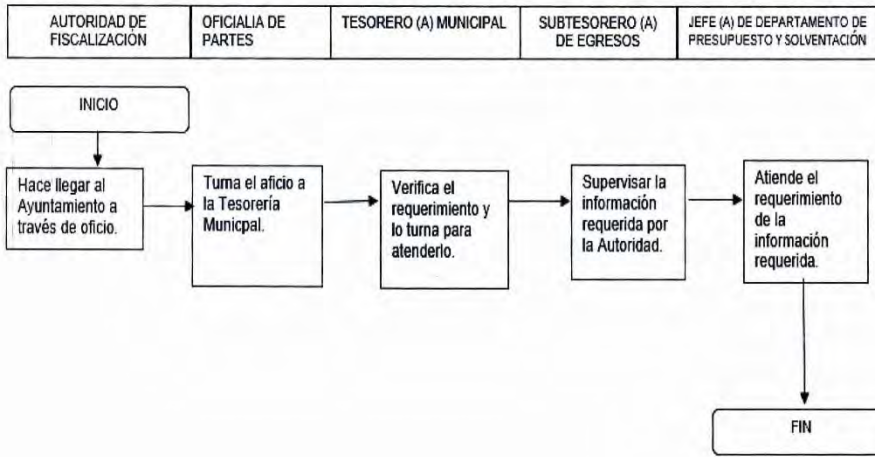 AUTORIDAD DE
FISCALIZACIÓN
OFICIALIA DE
PARTES
TESORERO (A) MUNICIPAL
SUBTESORERO (A)
DE EGRESOS
JEFE (A) DE DEPARTAMENTO DE
PRESUPUESTO Y SOLVENTACIÓN
INICIO
Hace llegar al
Ayuntamiento a
través de oficio.
Turna el aficio a
la Tesorería
Municpal.
Verifica el
requerimiento y
lo turna para
atenderlo.
Supervisar la
información
requerida por
la Autoridad.
Atiende el
requerimiento
de la
información
requerida.
FIN